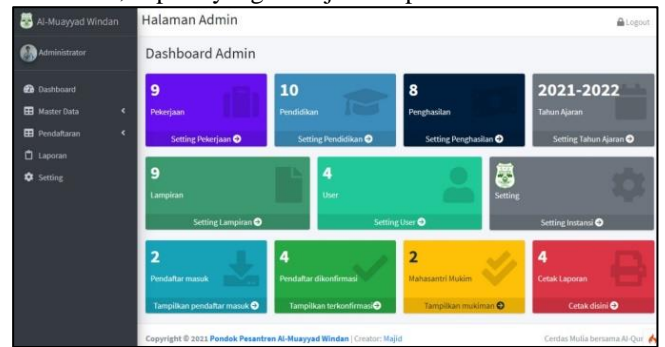 Al-Muayyad Windan
Halaman Admin
Logout
Administrator
Dashboard Admin
Dashboard
Master Data
Pendaftaran
Laporan
Setting
9
Pekerjaan
Setting Pekerjaan
10
Pendidikan
Setting Pendidikan
8
Penghasilan
Setting Penghasilan
2021-2022
Tahun Ajaran
Setting Tahun Ajaran
9
Lampiran
Setting Lampiran
4
User
Setting User
Setting
Setting Instansi
2
Pendaftar masuk
Tampilkan pendaftar masuk
4
Pendaftar dikonfirmasi
Tampilkan terkonfirmasi
2
Mahasantri Mukim
Tampilkan mukiman
4
Cetak Laporan
Cetak disini
Copyright © 2021 Pondok Pesantren Al-Muayyad Windan | Creator: Majid
Cerdas Mulia bersama Al-Qur